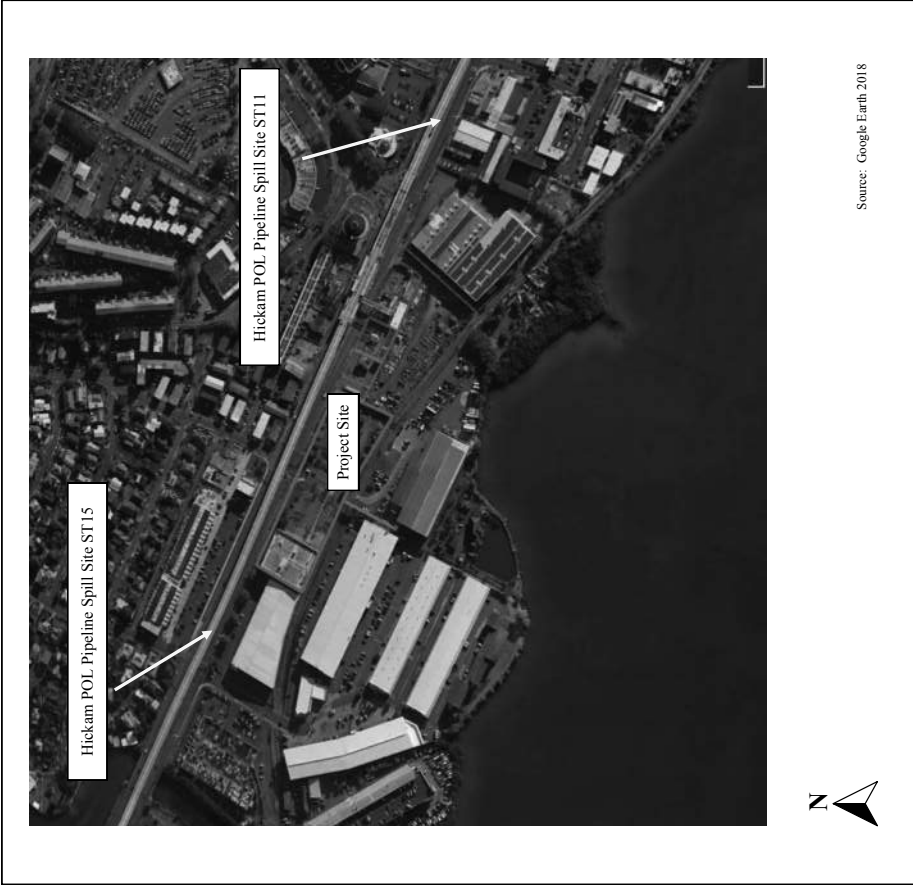 Hickam POL Pipeline Spill Site ST15
Hickam POL Pipeline Spill Site ST11
Project Site
N
Source: Google Earth 2018